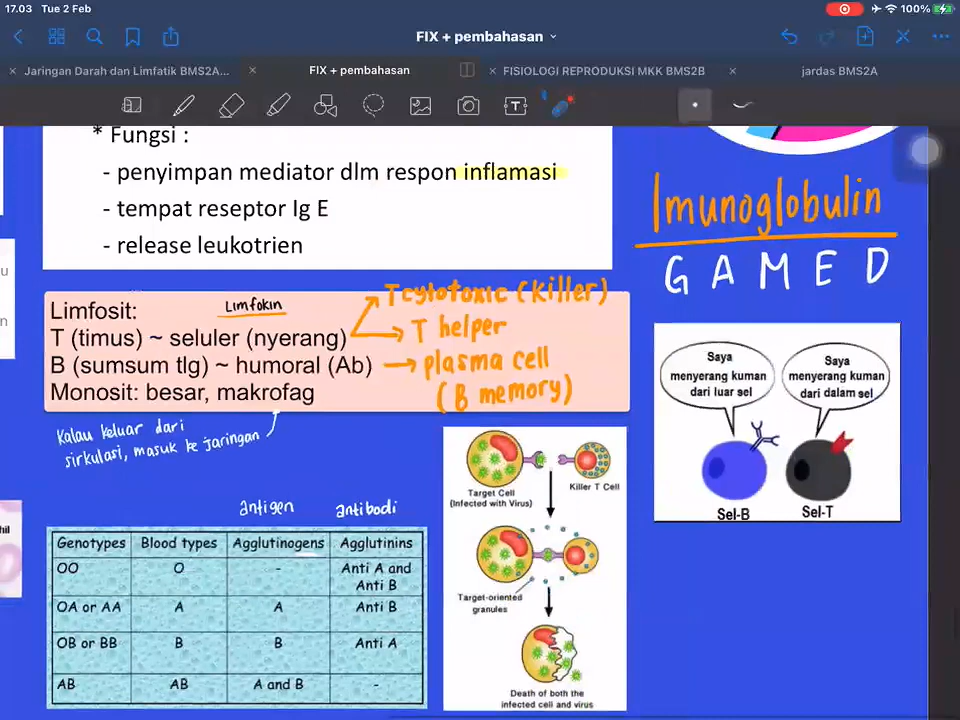 17.03 Tue 2 Feb
100%
FIX + pembahasan
Jaringan Darah dan Limfatik BMS2A...
FIX + pembahasan
FISIOLOGI REPRODUKSI MKK BMS2B
jardas BMS2A
* Fungsi :
- penyimpan mediator dlm respon inflamasi
- tempat reseptor Ig E
- release leukotrien
Imunoglobulin
G A M E D
Limfosit:
Limfokin
T (timus) ~ seluler (nyerang)
B (sumsum tlg) ~ humoral (Ab)
Monosit: besar, makrofag
Tcytotoxic (Killer)
T helper
plasma cell
(B memory)
Kalau keluar dari
sirkulasi, masuk ke jaringan
Saya
menyerang kuman
dari luar sel
Saya
menyerang kuman
dari dalam sel
Sel-B
Sel-T
u
n
hil
antigen antibodi
Genotypes Blood types Agglutinogens Agglutinins
OO O - Anti A and
Anti B
OA or AA A A Anti B
OB or BB B B Anti A
AB AB A and B -
Target Cell
(Infected with Virus)
Killer T Cell
Target-oriented
granules
Death of both the
infected cell and virus